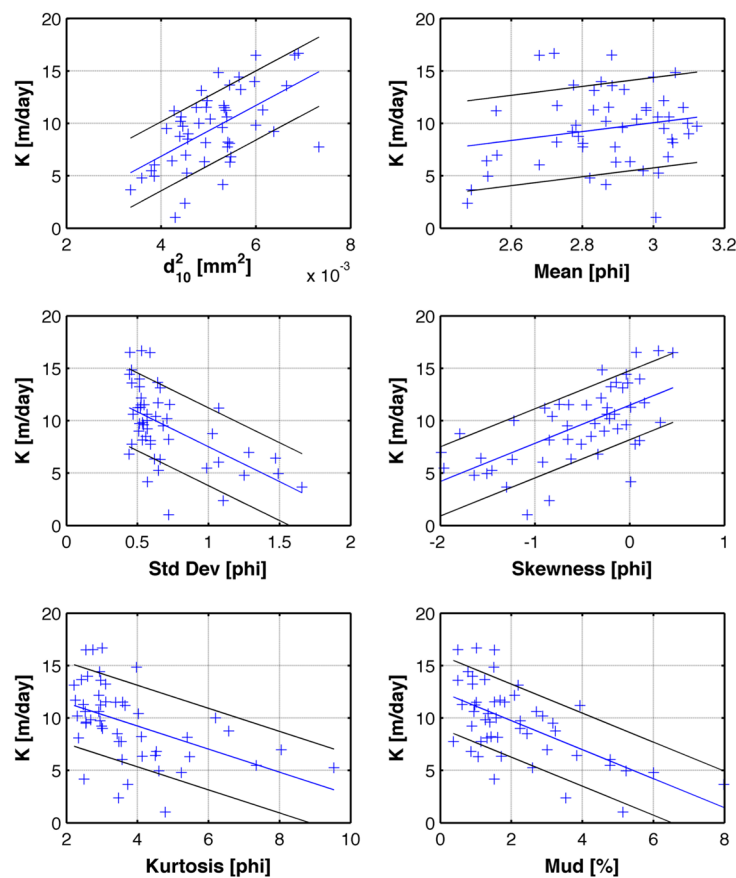 20
15
10
5
0
K [m/day]
2 4 6 8
d₁₀² [mm²]
x 10⁻³
20
15
10
5
0
K [m/day]
2.6 2.8 3 3.2
Mean [phi]
20
15
10
5
0
K [m/day]
0 0.5 1 1.5 2
Std Dev [phi]
20
15
10
5
0
K [m/day]
-2 -1 0 1
Skewness [phi]
20
15
10
5
0
K [m/day]
2 4 6 8 10
Kurtosis [phi]
20
15
10
5
0
K [m/day]
0 2 4 6 8
Mud [%]